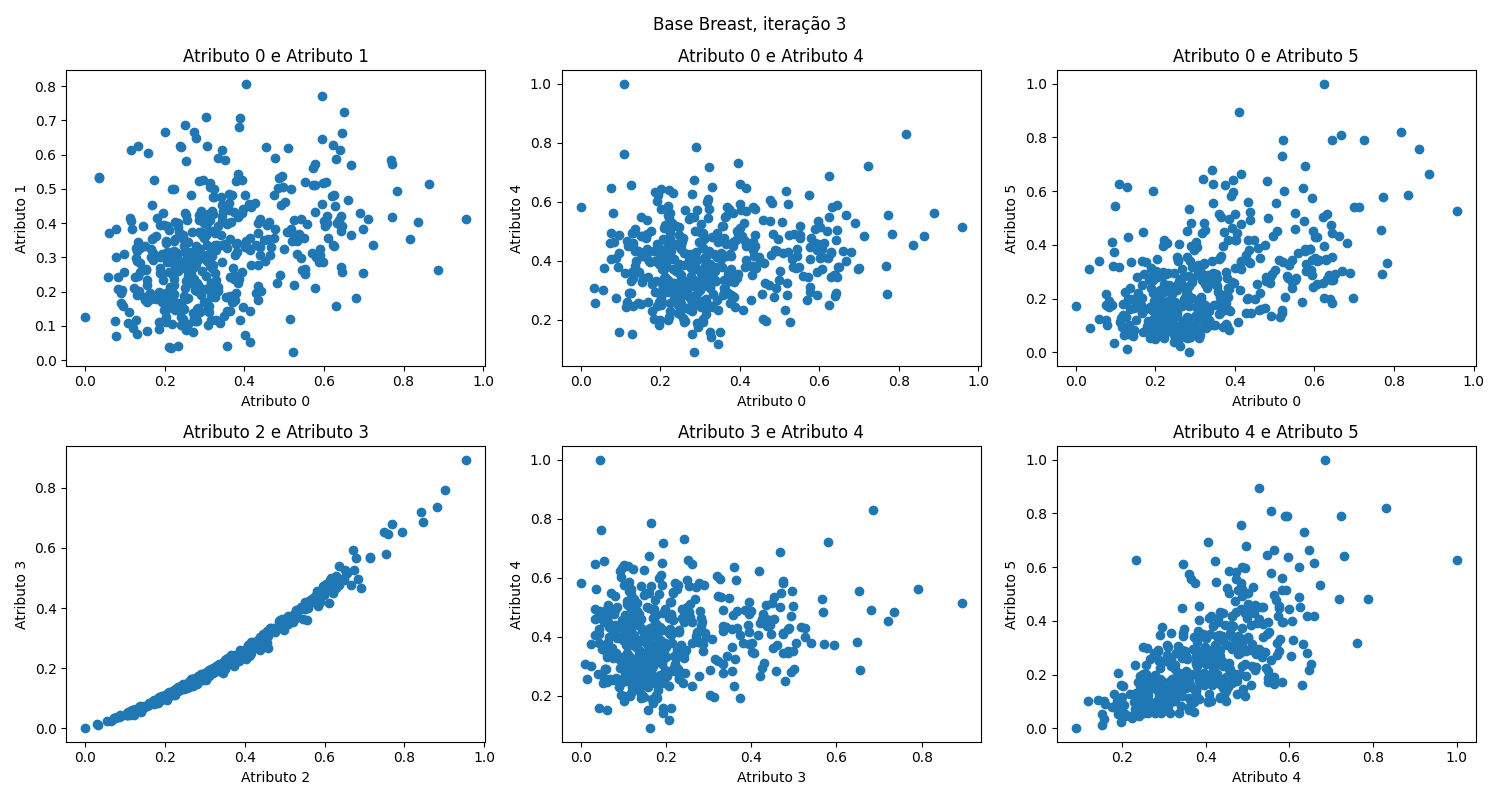 Base Breast, iteração 3
Atributo 0 e Atributo 1
Atributo 0 e Atributo 4
Atributo 0 e Atributo 5
0.8
0.7
0.6
0.5
0.4
0.3
0.2
0.1
0.0
Atributo 1
0.0 0.2 0.4 0.6 0.8 1.0
Atributo 0
1.0
0.8
0.6
0.4
0.2
Atributo 4
0.0 0.2 0.4 0.6 0.8 1.0
Atributo 0
1.0
0.8
0.6
0.4
0.2
0.0
Atributo 5
0.0 0.2 0.4 0.6 0.8 1.0
Atributo 0
Atributo 2 e Atributo 3
Atributo 3 e Atributo 4
Atributo 4 e Atributo 5
0.8
0.6
0.4
0.2
0.0
Atributo 3
0.0 0.2 0.4 0.6 0.8 1.0
Atributo 2
1.0
0.8
0.6
0.4
0.2
Atributo 4
0.0 0.2 0.4 0.6 0.8
Atributo 3
1.0
0.8
0.6
0.4
0.2
0.0
Atributo 5
0.2 0.4 0.6 0.8 1.0
Atributo 4